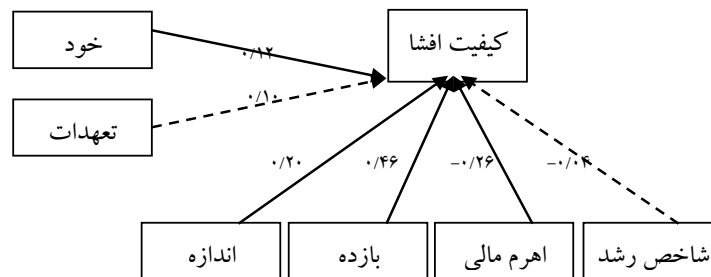 خود
کیفیت افشا
۰/۱۲
تعهدات
۰/۱۰
۰/۲۰
۰/۴۶
-۰/۲۶
-۰/۰۴
اندازه
بازده
اهرم مالی
شاخص رشد